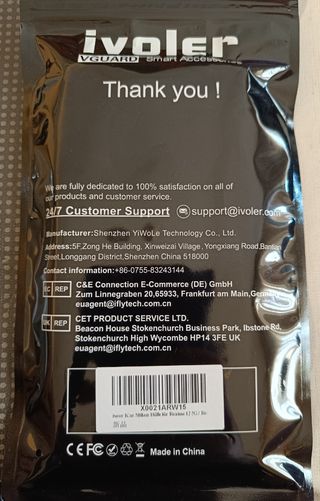 ivoler
VGUARD Smart Accessories
Thank you !
We are fully dedicated to 100% satisfaction on all of
our products and customer service.
24/7 Customer Support support@ivoler.com
Manufacturer:Shenzhen YiWoLe Technology Co., Ltd.
Address:5F,Zong He Building, Xinweizai Village,Yongxiang Road,Bantian
Street,Longgang District,Shenzhen China 518000
Contact information:+86-0755-83243144
EC REP C&E Connection E-Commerce (DE) GmbH
Zum Linnegraben 20,65933, Frankfurt am Main,Germany
euagent@iflytech.com.cn
UK REP CET PRODUCT SERVICE LTD.
Beacon House Stokenchurch Business Park, Ibstone Rd,
Stokenchurch High Wycombe HP14 3FE UK
euagent@iflytech.com.cn
X0021ARW15
CE FC Made in China